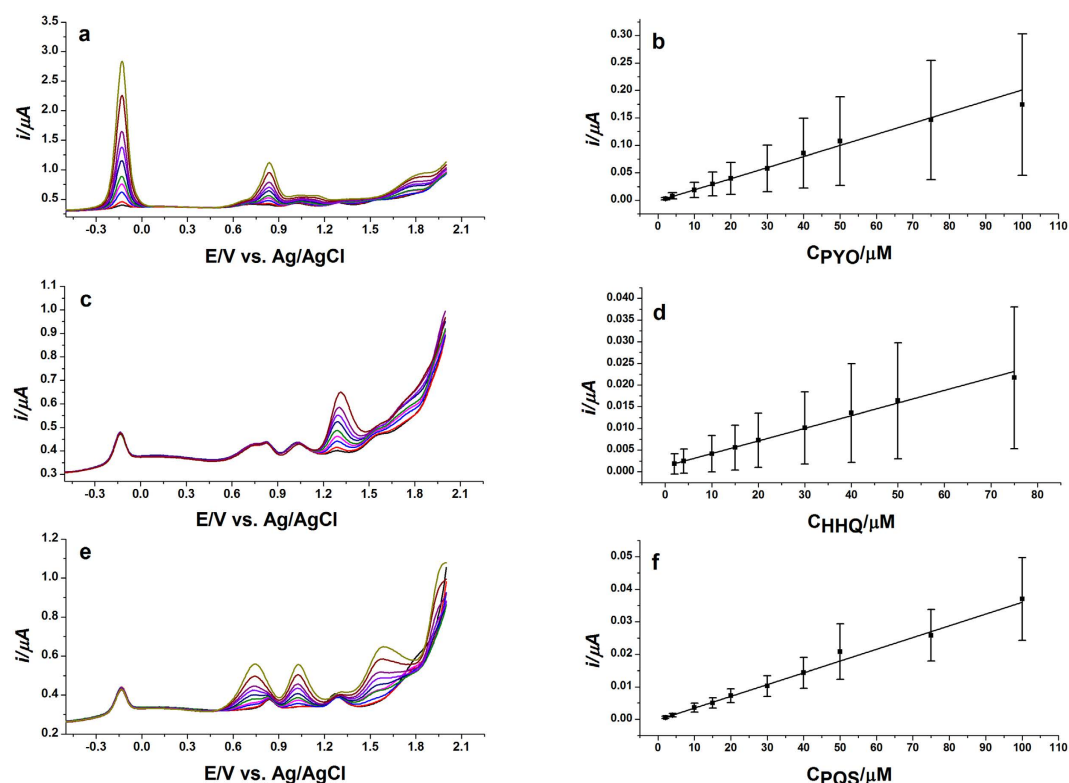 a
3.5
3.0
2.5
2.0
1.5
1.0
0.5
i/μA
-0.3 0.0 0.3 0.6 0.9 1.2 1.5 1.8 2.1
E/V vs. Ag/AgCl
b
0.30
0.25
0.20
0.15
0.10
0.05
0.00
i/μA
0 10 20 30 40 50 60 70 80 90 100 110
CPYO/μM
c
1.1
1.0
0.9
0.8
0.7
0.6
0.5
0.4
0.3
i/μA
-0.3 0.0 0.3 0.6 0.9 1.2 1.5 1.8 2.1
E/V vs. Ag/AgCl
d
0.040
0.035
0.030
0.025
0.020
0.015
0.010
0.005
0.000
i/μA
0 10 20 30 40 50 60 70 80
CHHQ/μM
e
1.2
1.0
0.8
0.6
0.4
0.2
i/μA
-0.3 0.0 0.3 0.6 0.9 1.2 1.5 1.8 2.1
E/V vs. Ag/AgCl
f
0.05
0.04
0.03
0.02
0.01
0.00
i/μA
0 10 20 30 40 50 60 70 80 90 100 110
CPQS/μM